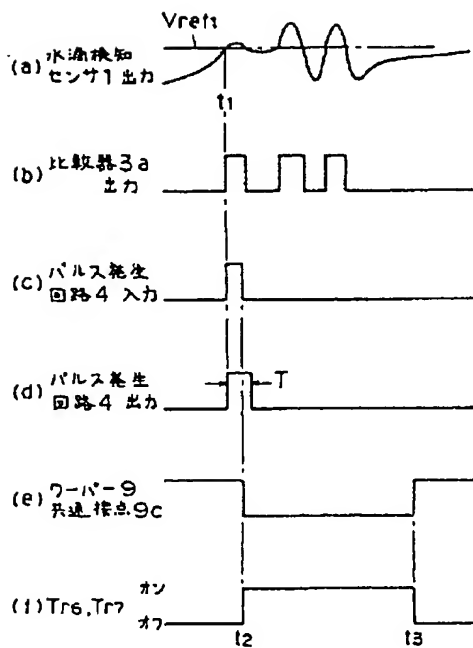 Vref1
(a) 水滴検知
センサ1 出力
t1
(b) 比較器3a
出力
(c) パルス発生
回路4 入力
(d) パルス発生
回路4 出力
T
(e) ワーパー9
共通接点9c
オン
(f) Tr6,Tr7
オフ
t2
t3